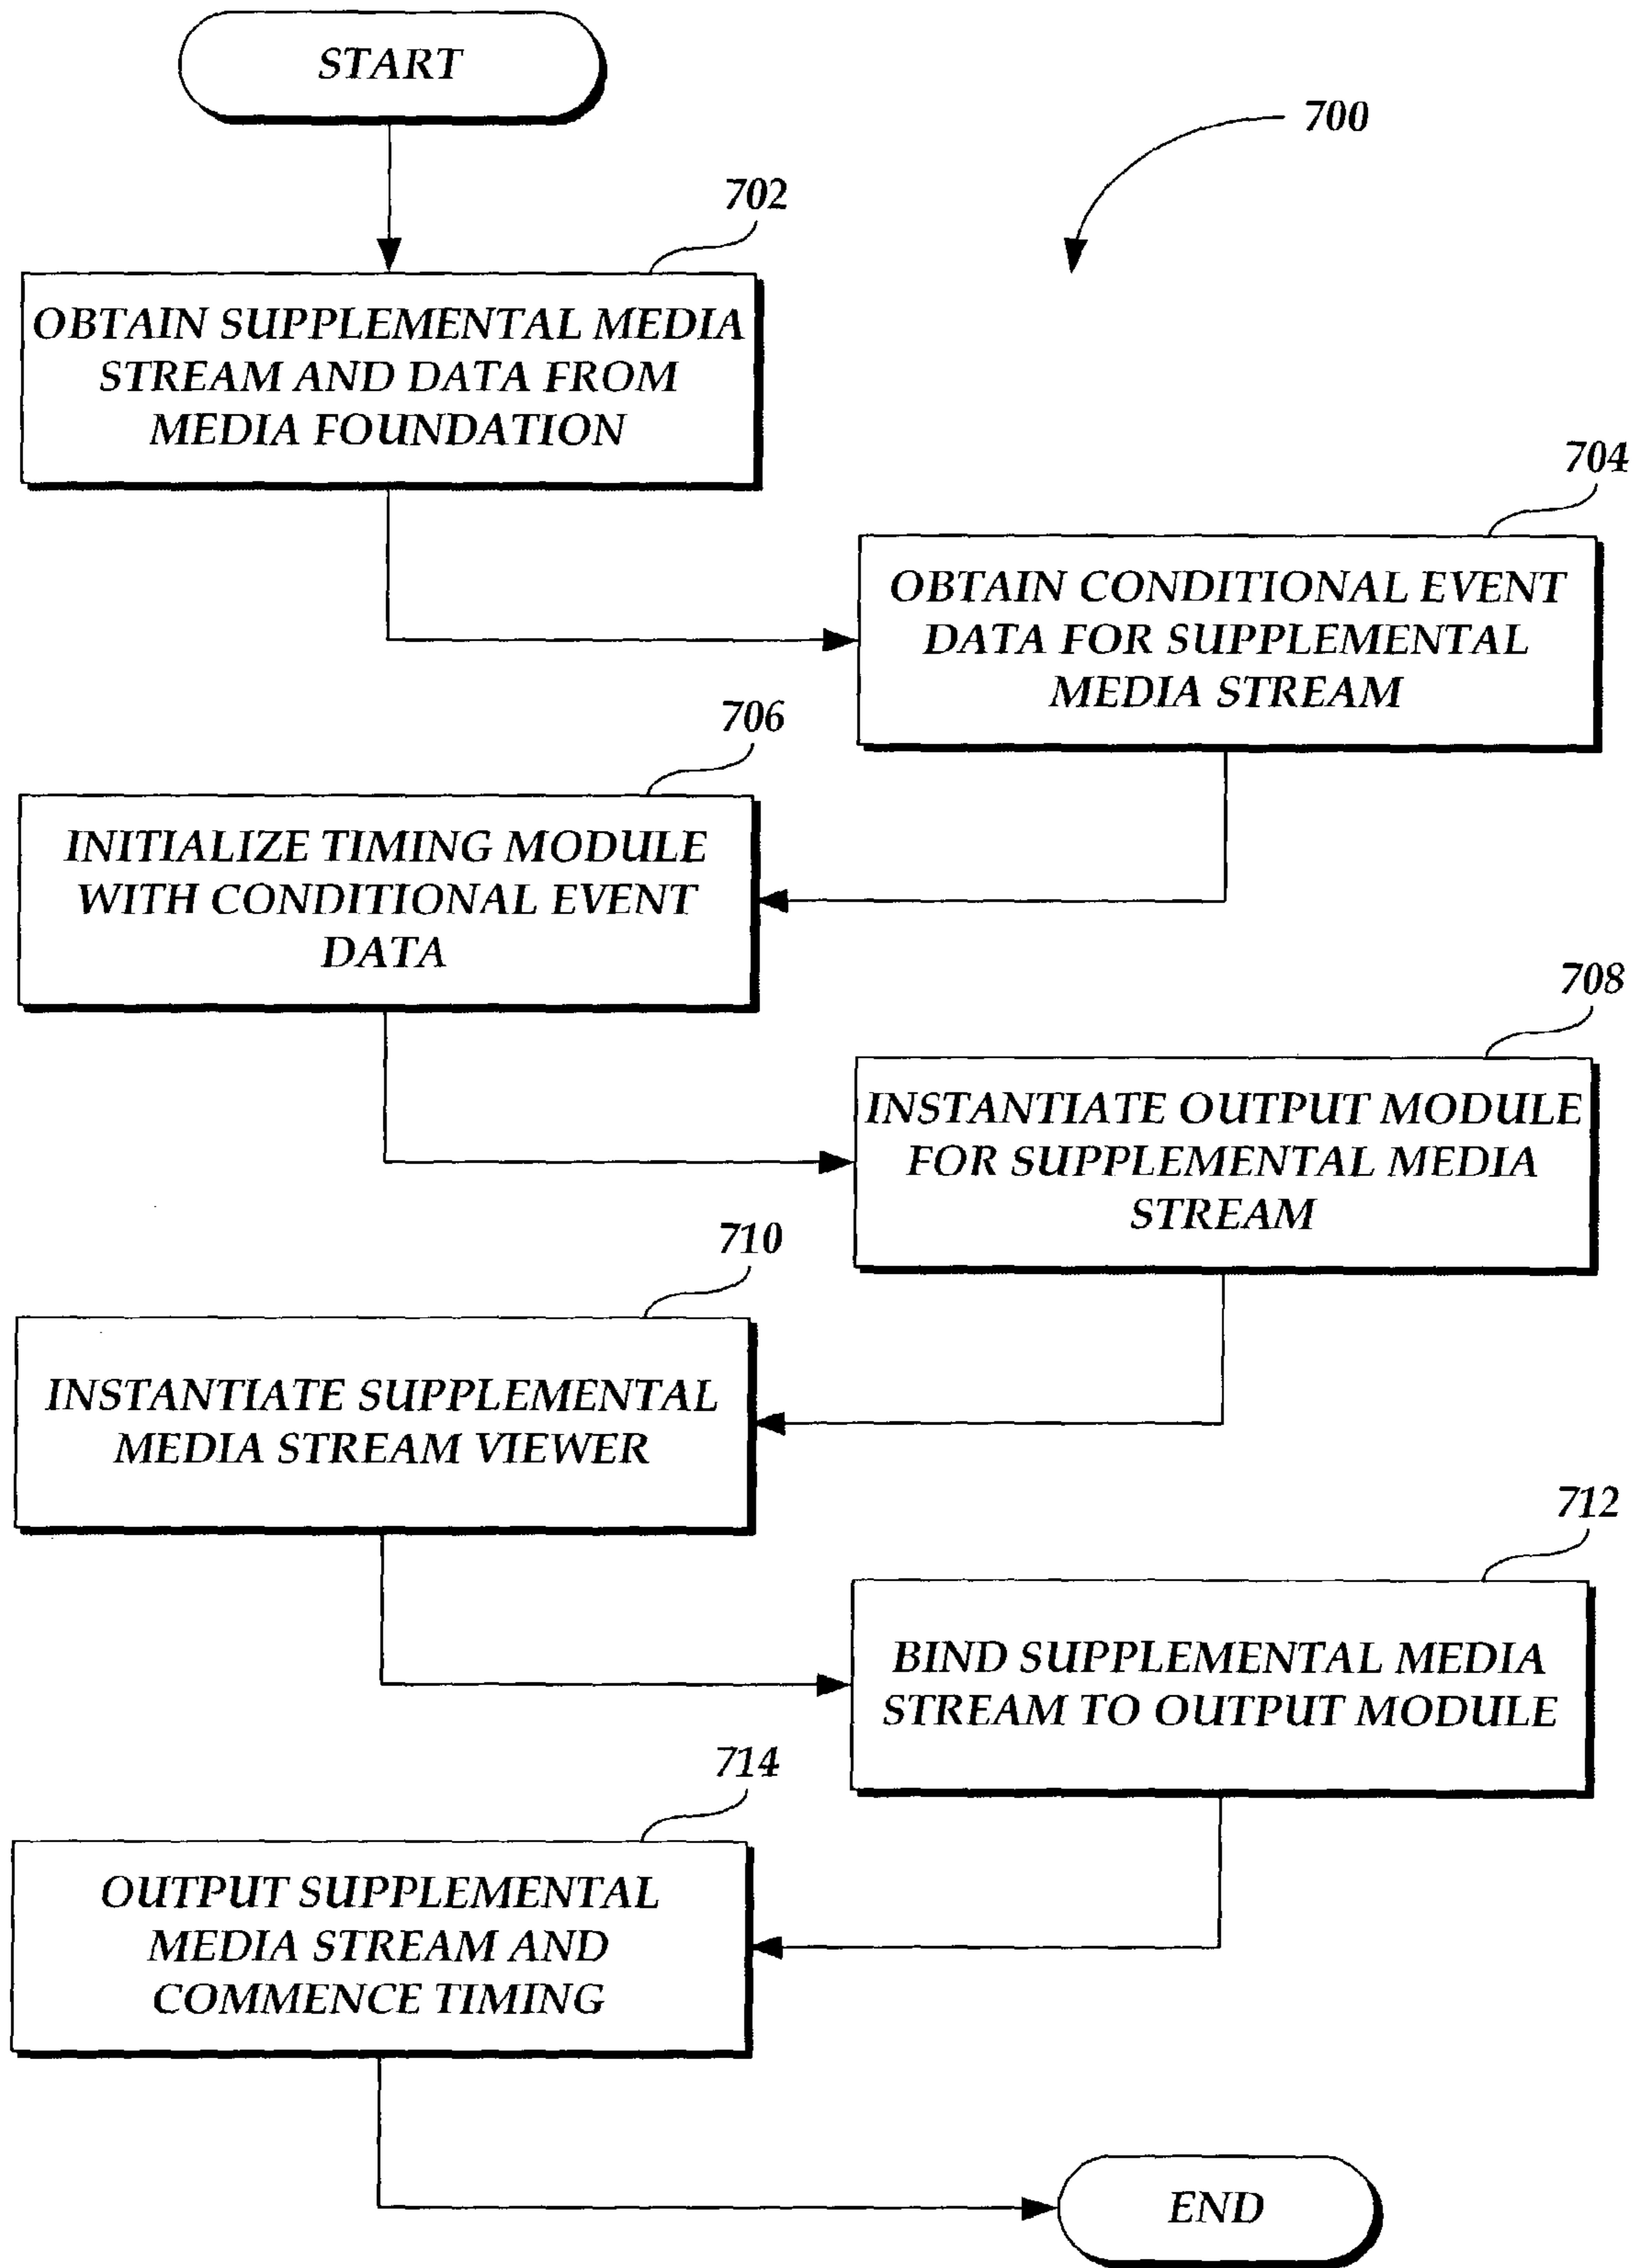 START
700
702
OBTAIN SUPPLEMENTAL MEDIA
STREAM AND DATA FROM
MEDIA FOUNDATION
704
OBTAIN CONDITIONAL EVENT
DATA FOR SUPPLEMENTAL
MEDIA STREAM
706
INITIALIZE TIMING MODULE
WITH CONDITIONAL EVENT
DATA
708
INSTANTIATE OUTPUT MODULE
FOR SUPPLEMENTAL MEDIA
STREAM
710
INSTANTIATE SUPPLEMENTAL
MEDIA STREAM VIEWER
712
BIND SUPPLEMENTAL MEDIA
STREAM TO OUTPUT MODULE
714
OUTPUT SUPPLEMENTAL
MEDIA STREAM AND
COMMENCE TIMING
END